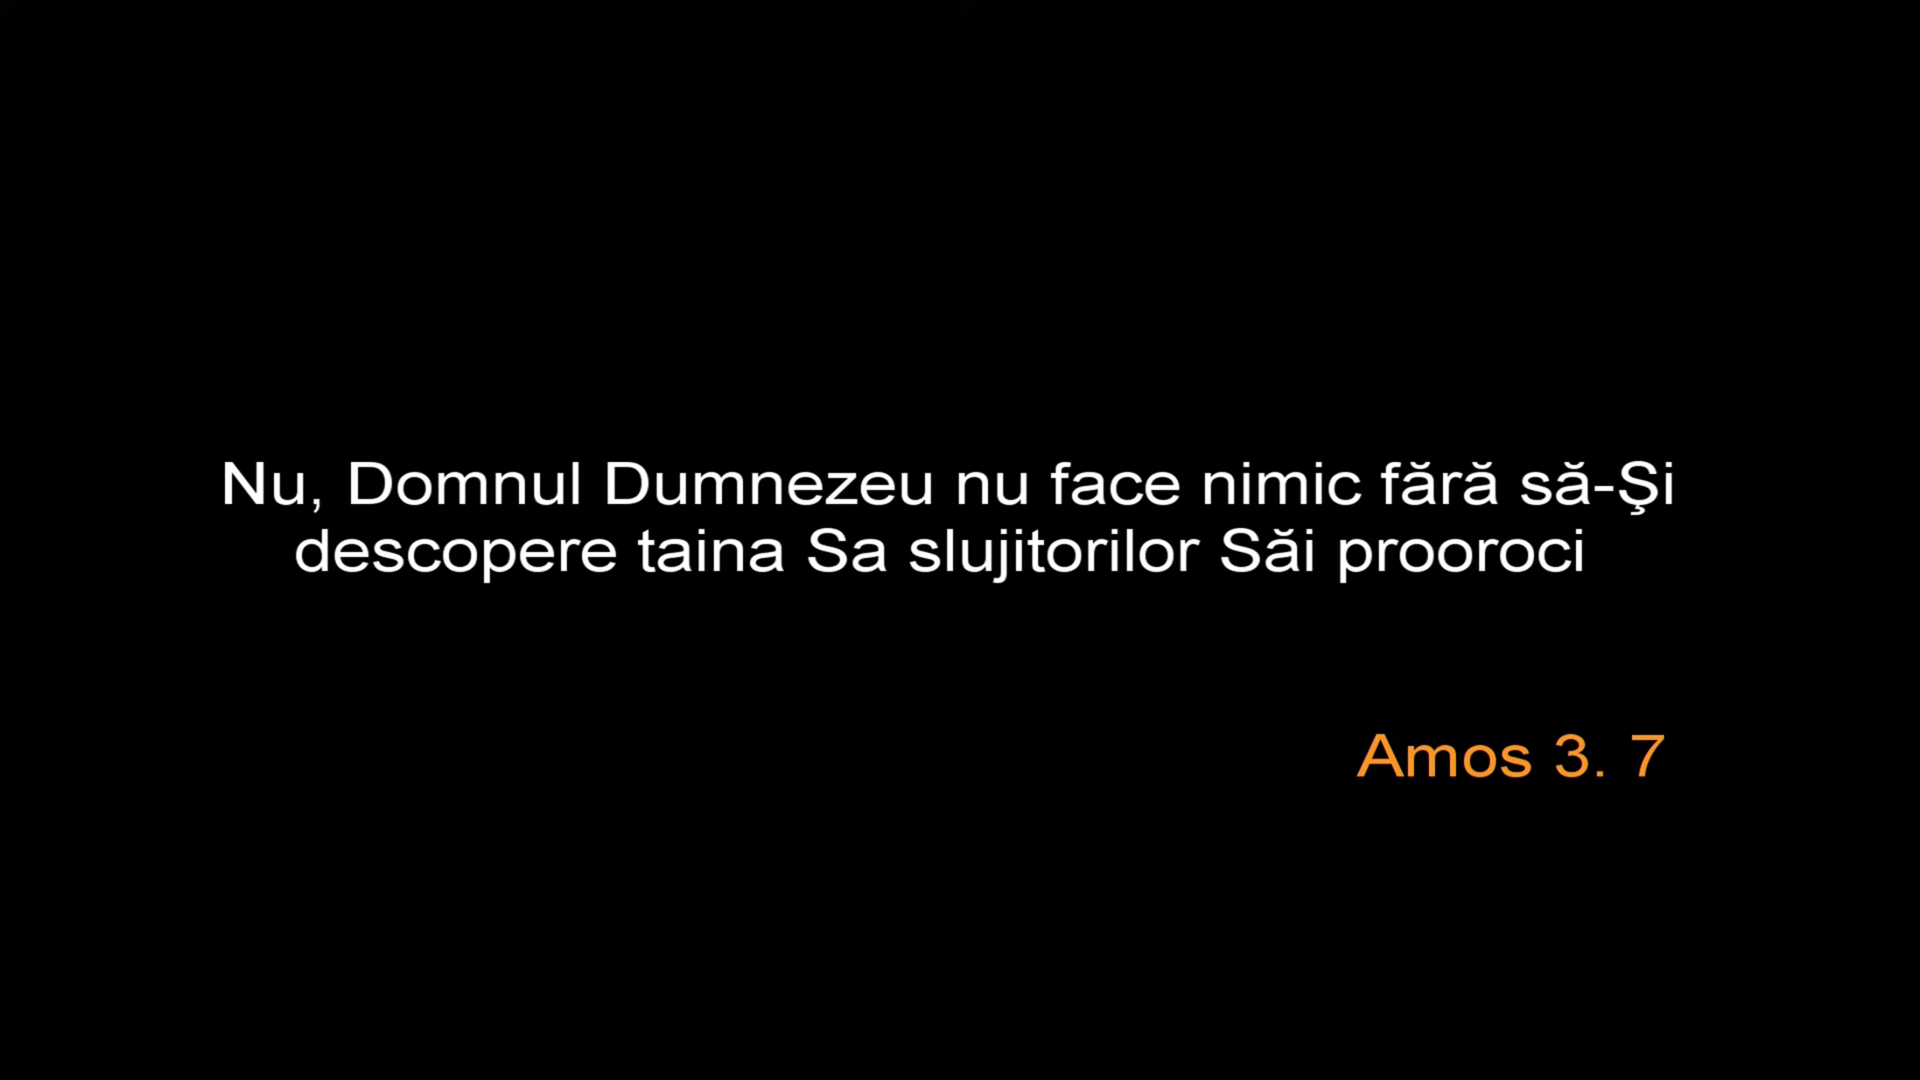 Nu, Domnul Dumnezeu nu face nimic fără să-Şi
descopere taina Sa slujitorilor Săi prooroci
Amos 3. 7